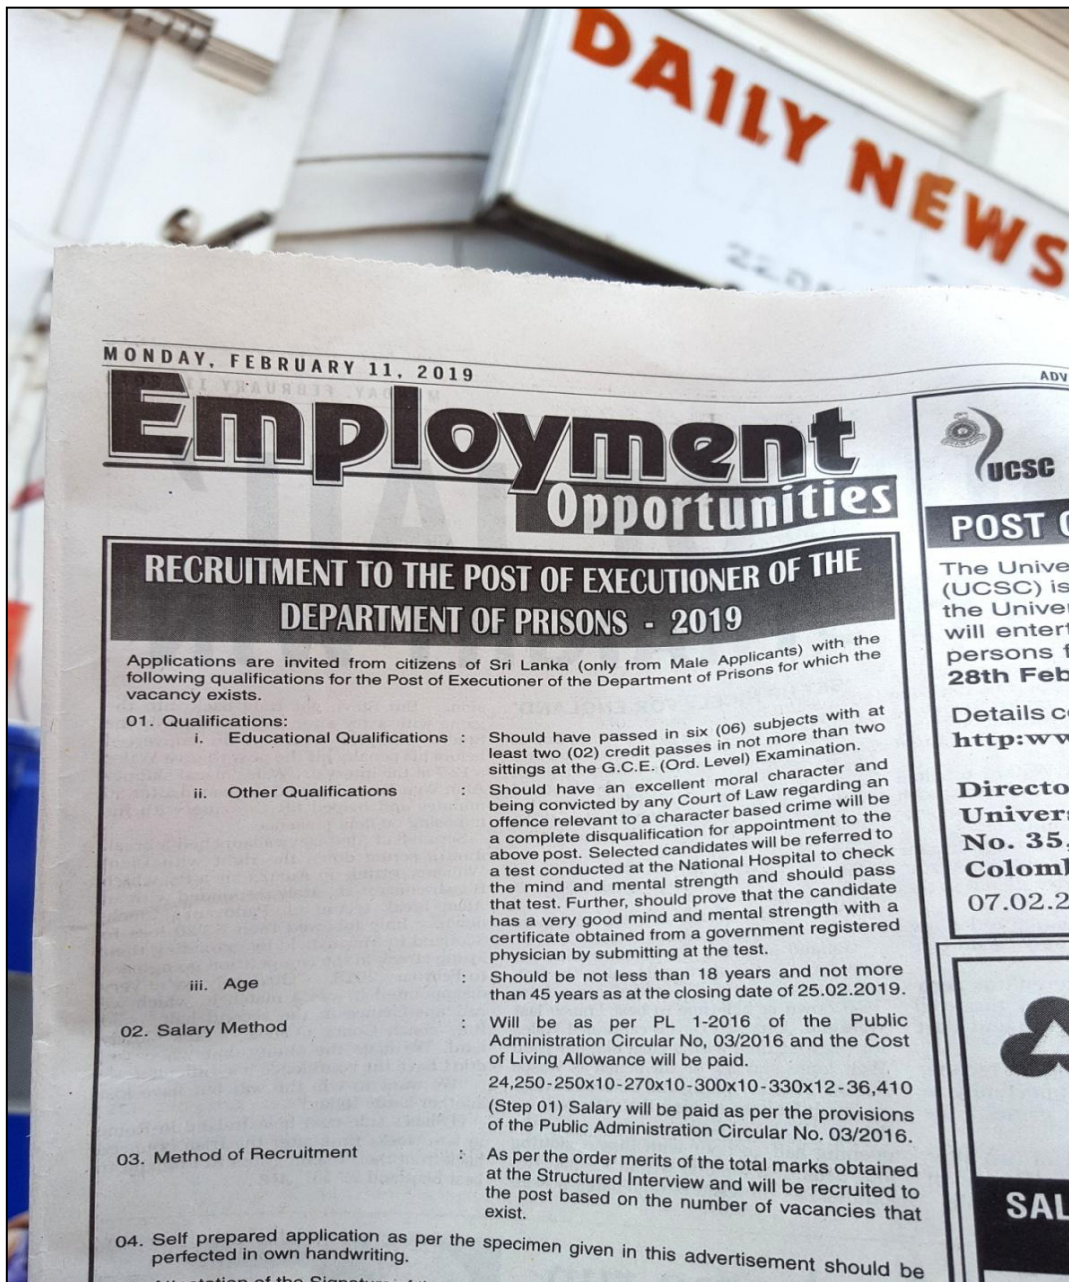 DAILY NEWS
MONDAY, FEBRUARY 11, 2019
ADV
Employment
Opportunities
RECRUITMENT TO THE POST OF EXECUTIONER OF THE
DEPARTMENT OF PRISONS - 2019
Applications are invited from citizens of Sri Lanka (only from Male Applicants) with the
following qualifications for the Post of Executioner of the Department of Prisons for which the
vacancy exists.
01. Qualifications:
i. Educational Qualifications : Should have passed in six (06) subjects with at
least two (02) credit passes in not more than two
sittings at the G.C.E. (Ord. Level) Examination.
ii. Other Qualifications : Should have an excellent moral character and
being convicted by any Court of Law regarding an
offence relevant to a character based crime will be
a complete disqualification for appointment to the
above post. Selected candidates will be referred to
a test conducted at the National Hospital to check
the mind and mental strength and should pass
that test. Further, should prove that the candidate
has a very good mind and mental strength with a
certificate obtained from a government registered
physician by submitting at the test.
iii. Age : Should be not less than 18 years and not more
than 45 years as at the closing date of 25.02.2019.
02. Salary Method : Will be as per PL 1-2016 of the Public
Administration Circular No, 03/2016 and the Cost
of Living Allowance will be paid.
24,250-250x10-270x10-300x10-330x12-36,410
(Step 01) Salary will be paid as per the provisions
of the Public Administration Circular No. 03/2016.
03. Method of Recruitment : As per the order merits of the total marks obtained
at the Structured Interview and will be recruited to
the post based on the number of vacancies that
exist.
04. Self prepared application as per the specimen given in this advertisement should be
perfected in own handwriting.
UCSC
POST
The Unive
(UCSC) is
the Univer
will entert
persons f
28th Feb
Details co
http:ww
Directo
Univers
No. 35,
Colomb
07.02.2
SAL